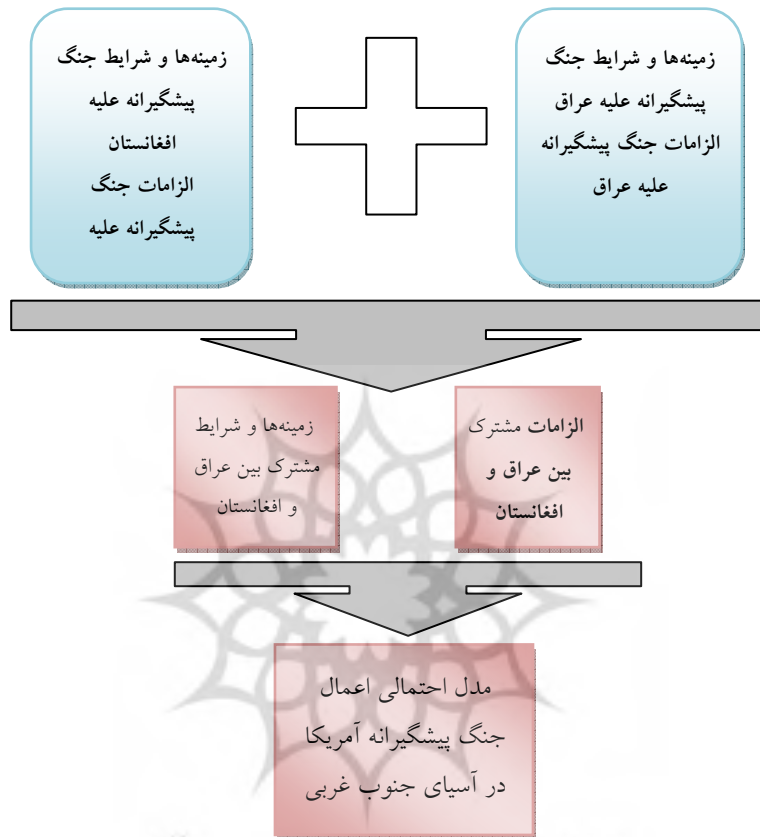 زمینه‌ها و شرایط جنگ
پیشگیرانه علیه عراق
الزامات جنگ پیشگیرانه
علیه عراق
زمینه‌ها و شرایط جنگ
پیشگیرانه علیه
افغانستان
الزامات جنگ
پیشگیرانه علیه
الزامات مشترک
بین عراق و
افغانستان
زمینه‌ها و شرایط
مشترک بین عراق
و افغانستان
مدل احتمالی اعمال
جنگ پیشگیرانه آمریکا
در آسیای جنوب غربی